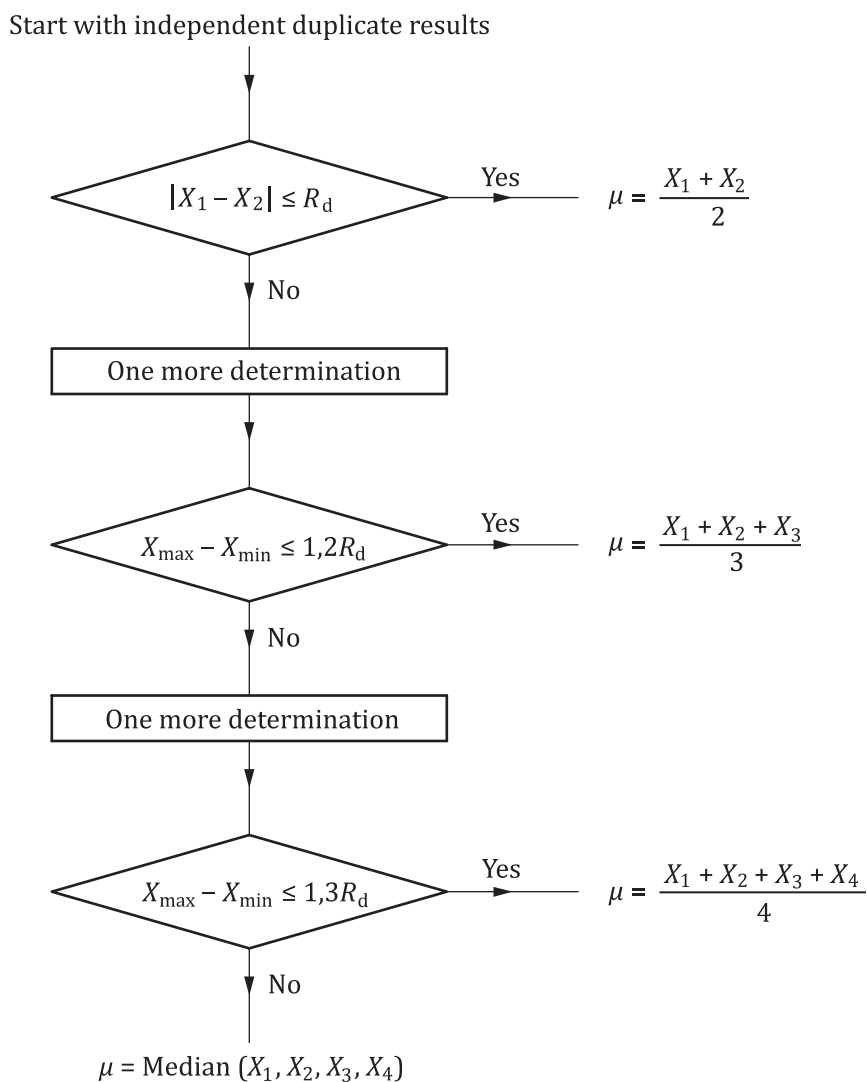 Start with independent duplicate results
|X₁ – X₂| ≤ R_d
Yes
μ = (X₁ + X₂)/2
No
One more determination
X_max – X_min ≤ 1,2R_d
Yes
μ = (X₁ + X₂ + X₃)/3
No
One more determination
X_max – X_min ≤ 1,3R_d
Yes
μ = (X₁ + X₂ + X₃ + X₄)/4
No
μ = Median (X₁, X₂, X₃, X₄)